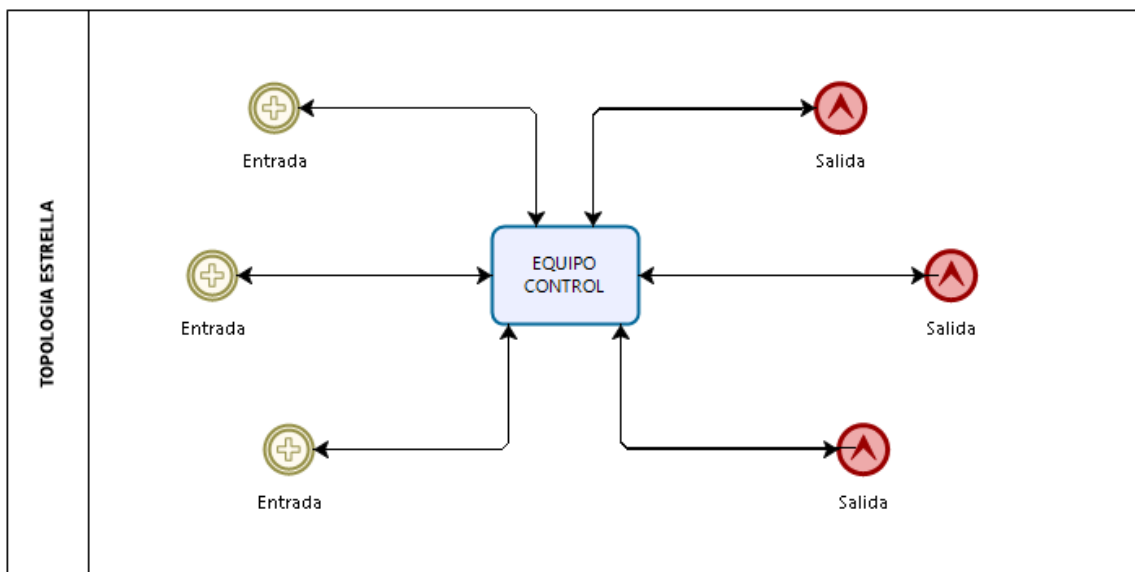 TOPOLOGIA ESTRELLA
Entrada
Salida
EQUIPO
CONTROL
Entrada
Salida
Entrada
Salida